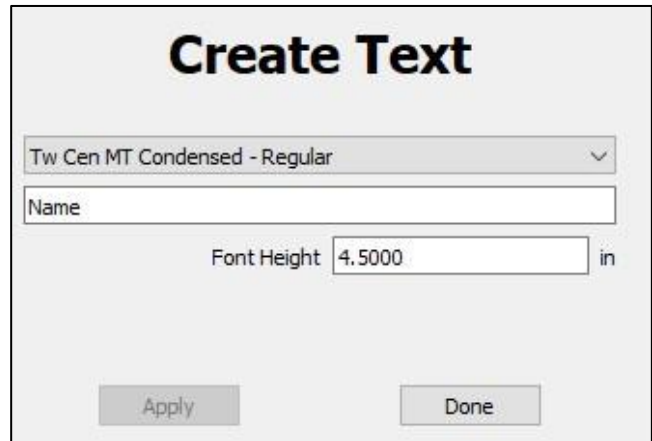 Create Text
Tw Cen MT Condensed - Regular
Name
Font Height 4.5000 in
Apply Done